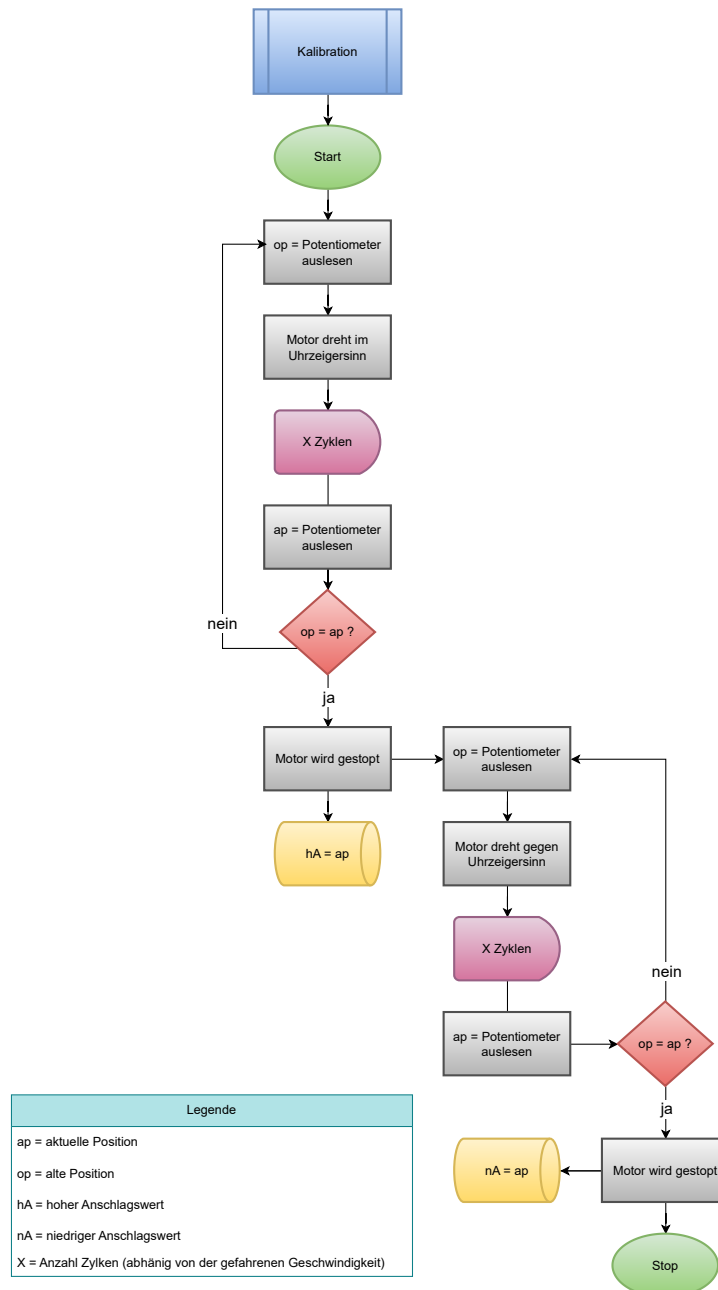 Kalibration
Start
op = Potentiometer
auslesen
Motor dreht im
Uhrzeigersinn
X Zyklen
ap = Potentiometer
auslesen
op = ap ?
nein
ja
Motor wird gestopt
hA = ap
op = Potentiometer
auslesen
Motor dreht gegen
Uhrzeigersinn
X Zyklen
ap = Potentiometer
auslesen
op = ap ?
nein
ja
Motor wird gestopt
nA = ap
Stop
Legende
ap = aktuelle Position
op = alte Position
hA = hoher Anschlagswert
nA = niedriger Anschlagswert
X = Anzahl Zylken (abhänig von der gefahrenen Geschwindigkeit)